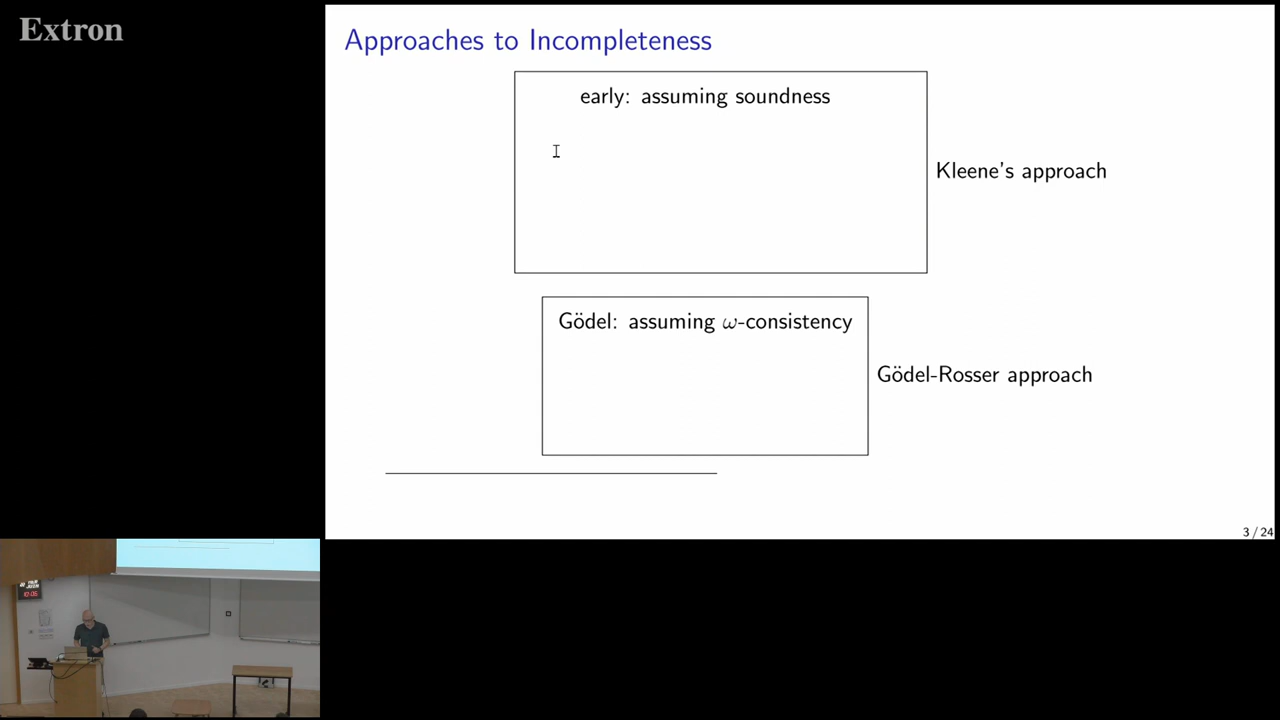 Extron
Approaches to Incompleteness
early: assuming soundness
Kleene's approach
Gödel: assuming ω-consistency
Gödel-Rosser approach
3 / 24